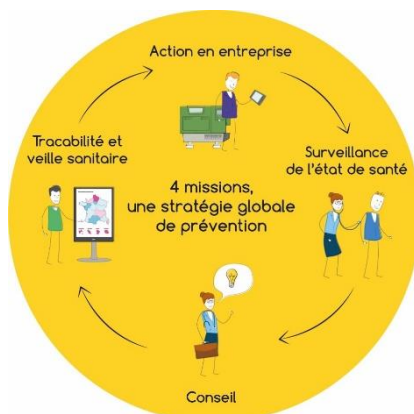 Action en entreprise
Tracabilité et
veille sanitaire
Surveillance
de l'état de santé
4 missions,
une stratégie globale
de prévention
Conseil